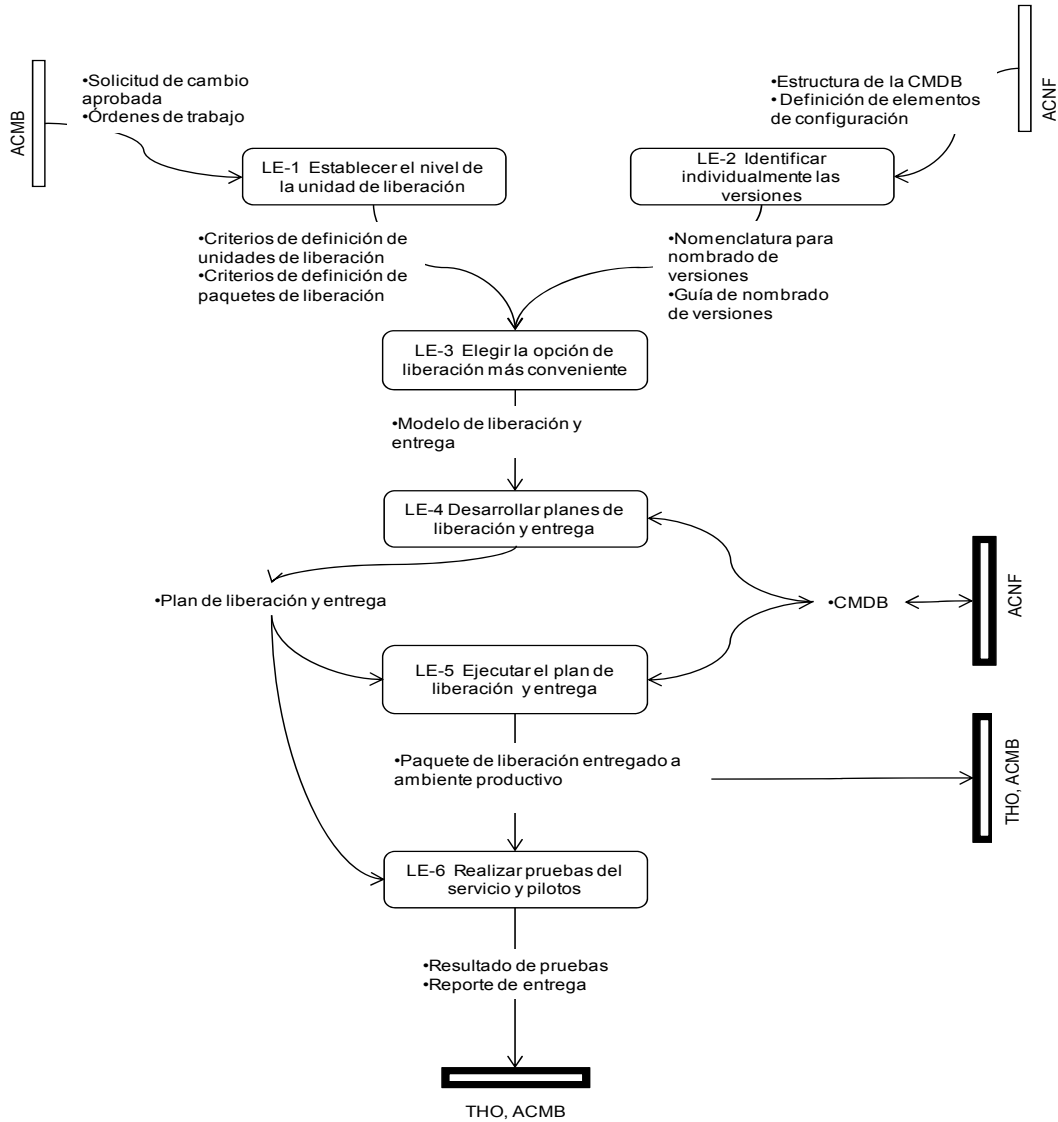 ACMB
•Solicitud de cambio
aprobada
•Órdenes de trabajo
•Estructura de la CMDB
• Definición de elementos
de configuración
ACNF
LE-1 Establecer el nivel de
la unidad de liberación
LE-2 Identificar
individualmente las
versiones
•Criterios de definición de
unidades de liberación
•Criterios de definición de
paquetes de liberación
•Nomenclatura para
nombrado de
versiones
•Guía de nombrado
de versiones
LE-3 Elegir la opción de
liberación más conveniente
•Modelo de liberación y
entrega
LE-4 Desarrollar planes de
liberación y entrega
•Plan de liberación y entrega
•CMDB
ACNF
LE-5 Ejecutar el plan de
liberación y entrega
•Paquete de liberación entregado a
ambiente productivo
THO, ACMB
LE-6 Realizar pruebas del
servicio y pilotos
•Resultado de pruebas
•Reporte de entrega
THO, ACMB